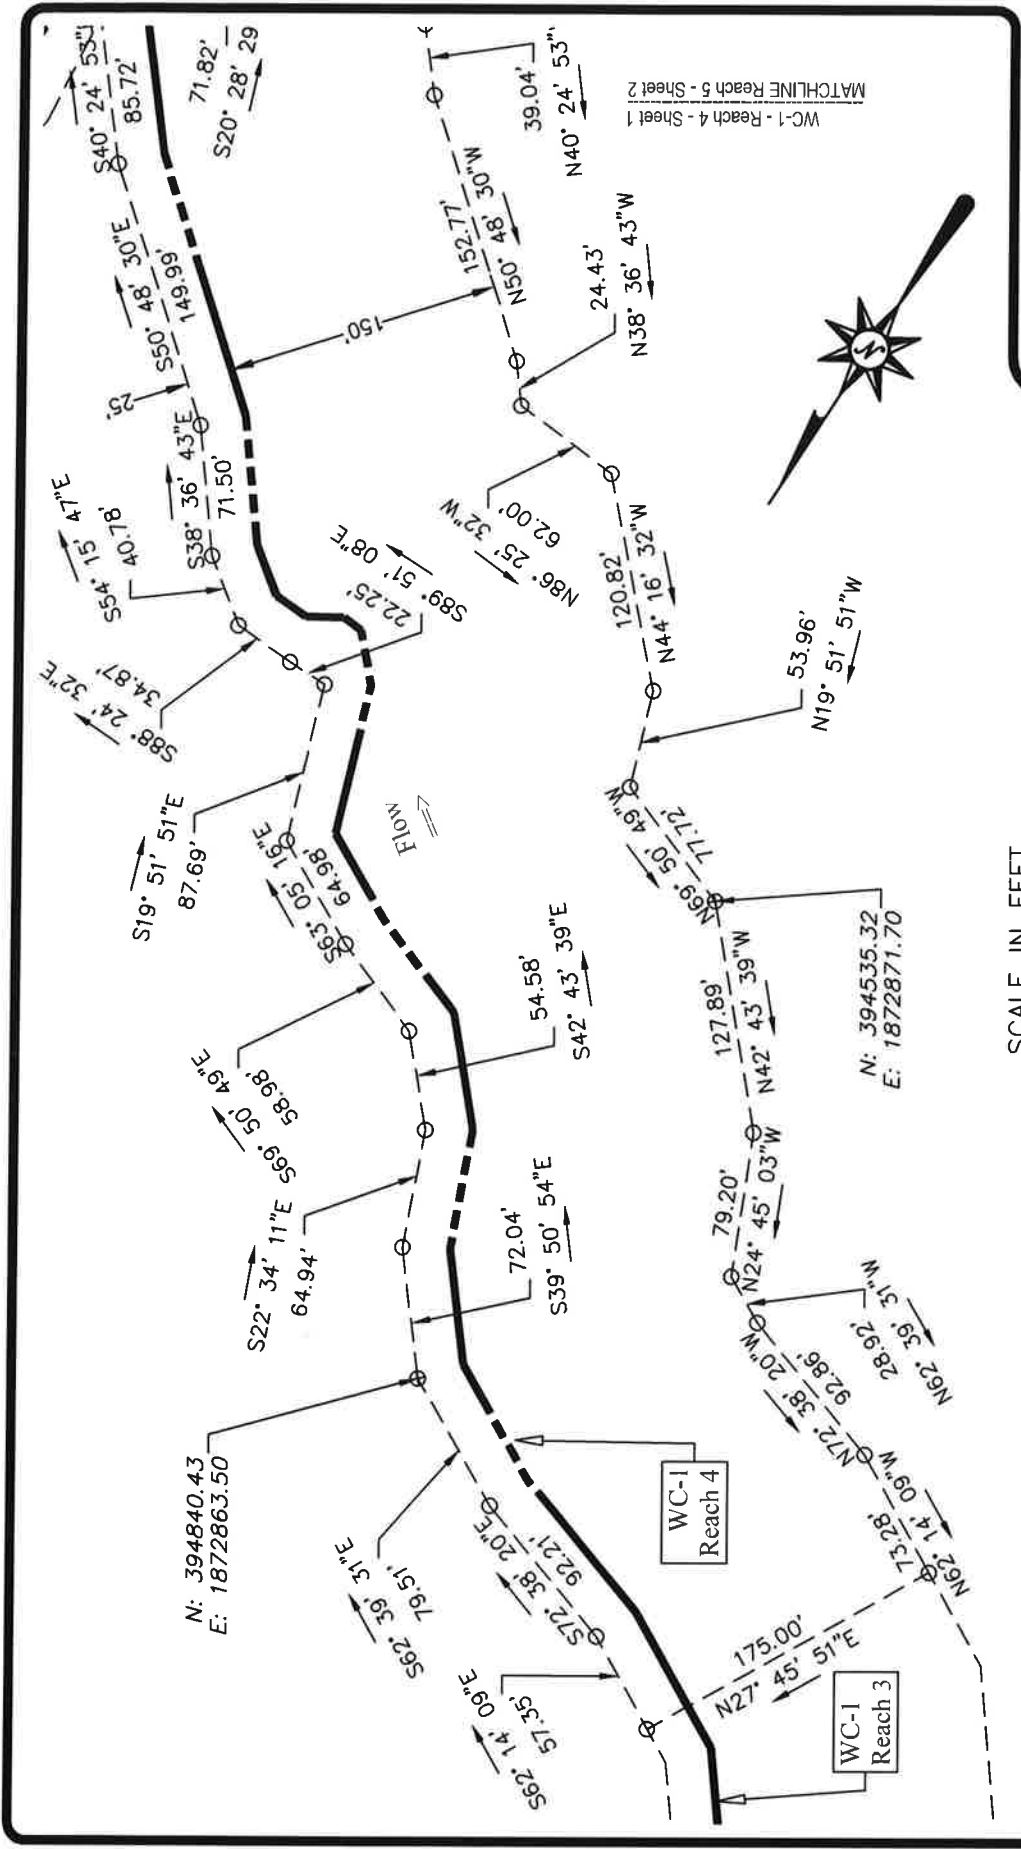 N: 394840.43
E: 1872863.50
S62° 14' 09"E
57.35'
S72° 38' 20"E
92.21'
S62° 39' 31"E
79.51'
72.04'
S39° 50' 54"E
S22° 34' 11"E
64.94'
54.58'
S42° 43' 39"E
S69° 50' 49"E
58.98'
S63° 05' 16"E
64.98'
S19° 51' 51"E
87.69'
S89° 51' 08"E
22.25'
S88° 24' 32"E
34.87'
S54° 15' 47"E
40.78'
S38° 36' 43"E
71.50'
25'
S50° 48' 30"E
149.99'
S40° 24' 53"
85.72'
71.82'
S20° 28' 29
Flow
150'
WC-1
Reach 4
WC-1
Reach 3
175.00'
N27° 45' 51"E
73.28'
N62° 14' 09"W
N72° 38' 20"W
92.86'
28.92'
N62° 39' 31"W
79.20'
N24° 45' 03"W
127.89'
N42° 43' 39"W
N: 394535.32
E: 1872871.70
N69° 50' 49"W
77.72'
53.96'
N19° 51' 51"W
120.82'
N44° 16' 32"W
N86° 25' 32"W
62.00'
24.43'
N38° 36' 43"W
152.77'
N50° 48' 30"W
39.04'
N40° 24' 53"
N
WC-1 - Reach 4 - Sheet 1
MATCHLINE Reach 5 - Sheet 2
SCALE IN FEET